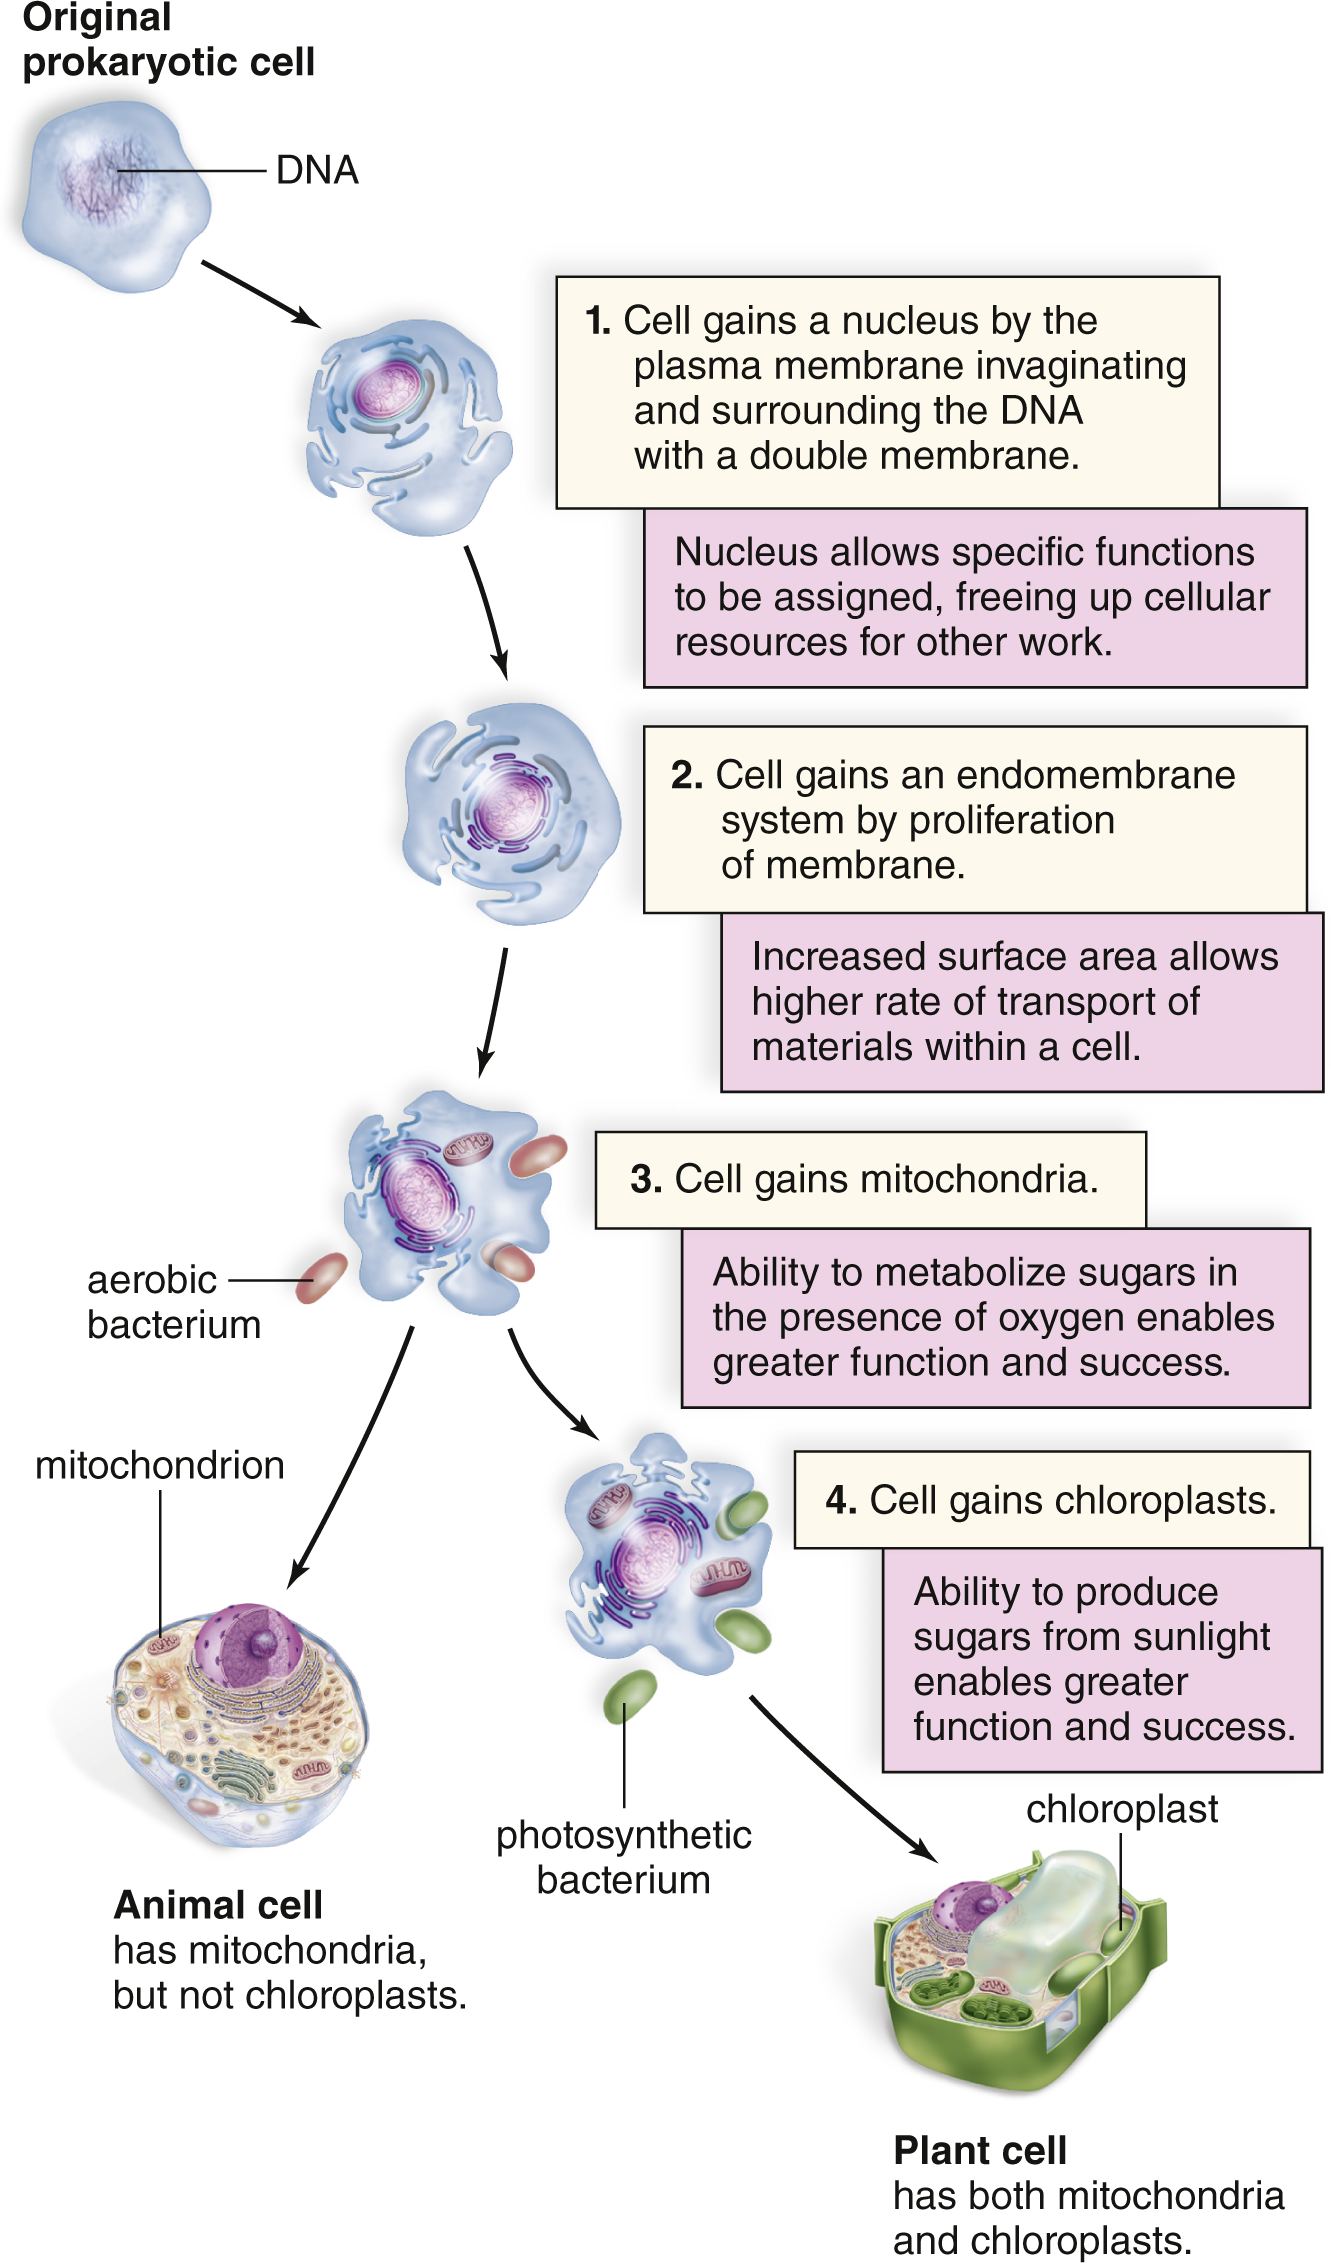 Original
prokaryotic cell
DNA
1. Cell gains a nucleus by the
plasma membrane invaginating
and surrounding the DNA
with a double membrane.
Nucleus allows specific functions
to be assigned, freeing up cellular
resources for other work.
2. Cell gains an endomembrane
system by proliferation
of membrane.
Increased surface area allows
higher rate of transport of
materials within a cell.
3. Cell gains mitochondria.
Ability to metabolize sugars in
the presence of oxygen enables
greater function and success.
aerobic
bacterium
mitochondrion
4. Cell gains chloroplasts.
Ability to produce
sugars from sunlight
enables greater
function and success.
photosynthetic
bacterium
chloroplast
Animal cell
has mitochondria,
but not chloroplasts.
Plant cell
has both mitochondria
and chloroplasts.